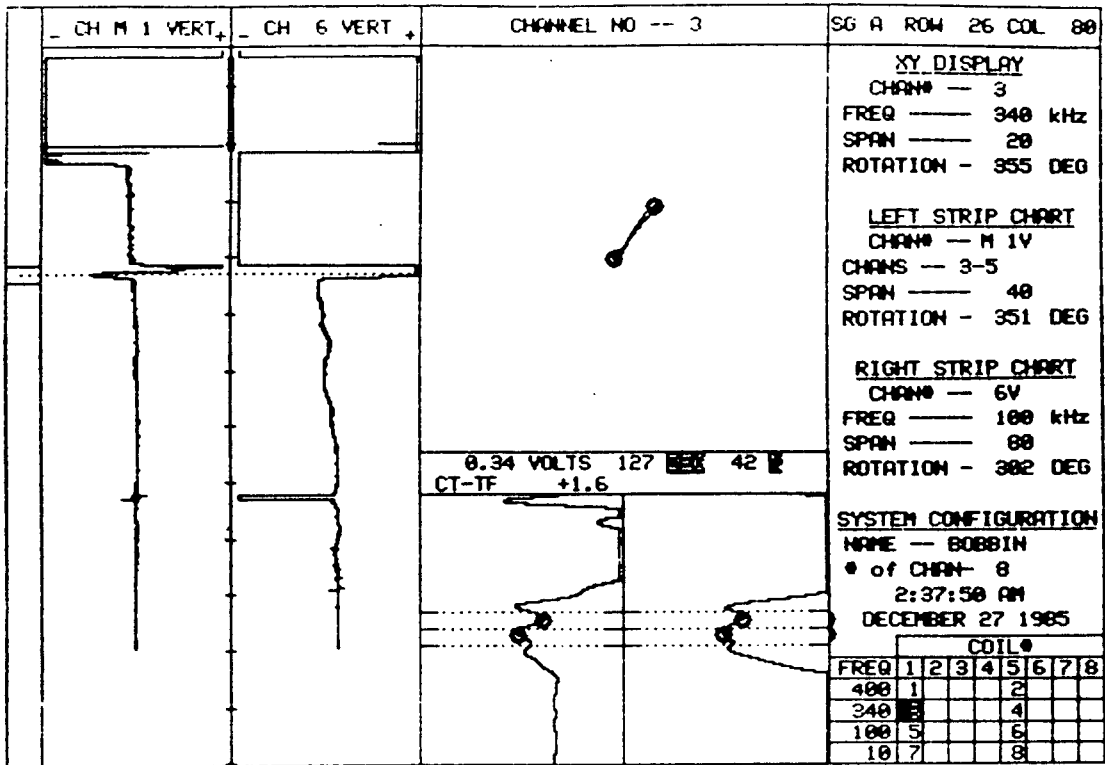 _ CH M 1 VERT +
_ CH 6 VERT +
CHANNEL NO -- 3
SG A ROW 26 COL 80
XY DISPLAY
CHAN# -- 3
FREQ ----- 340 kHz
SPAN ----- 20
ROTATION - 355 DEG
LEFT STRIP CHART
CHAN# -- M 1V
CHANS -- 3-5
SPAN ----- 40
ROTATION - 351 DEG
RIGHT STRIP CHART
CHAN# -- 6V
FREQ ----- 100 kHz
SPAN ----- 80
ROTATION - 302 DEG
0.34 VOLTS 127 DEG 42 %
CT-TF +1.6
SYSTEM CONFIGURATION
NAME -- BOBBIN
# of CHAN- 8
2:37:50 AM
DECEMBER 27 1985
COIL#
FREQ 1 2 3 4 5 6 7 8
400 1 2
340 4
100 5 6
10 7 8